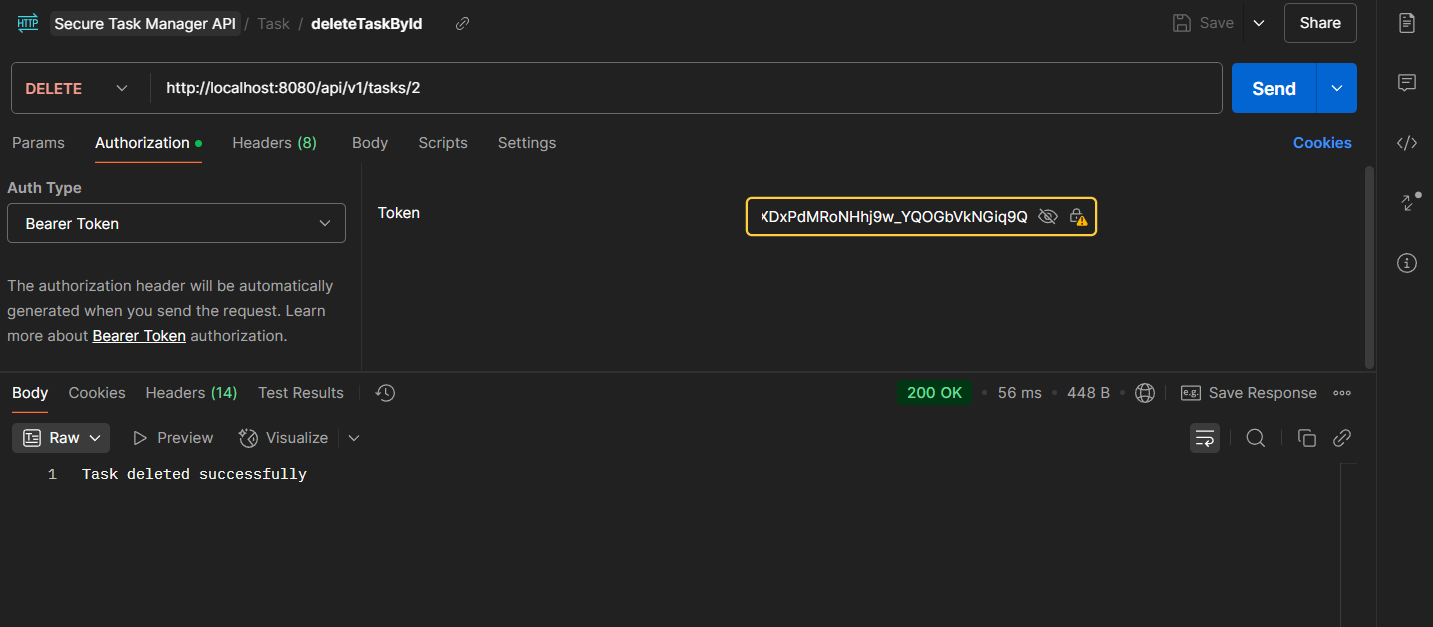 HTTP Secure Task Manager API / Task / deleteTaskById Save Share
DELETE http://localhost:8080/api/v1/tasks/2 Send
Params Authorization Headers (8) Body Scripts Settings Cookies
Auth Type
Bearer Token
Token
XDxPdMRoNHhj9w_YQOGbVkNGiq9Q
The authorization header will be automatically
generated when you send the request. Learn
more about Bearer Token authorization.
Body Cookies Headers (14) Test Results 200 OK 56 ms 448 B e.g. Save Response
Raw Preview Visualize
1 Task deleted successfully